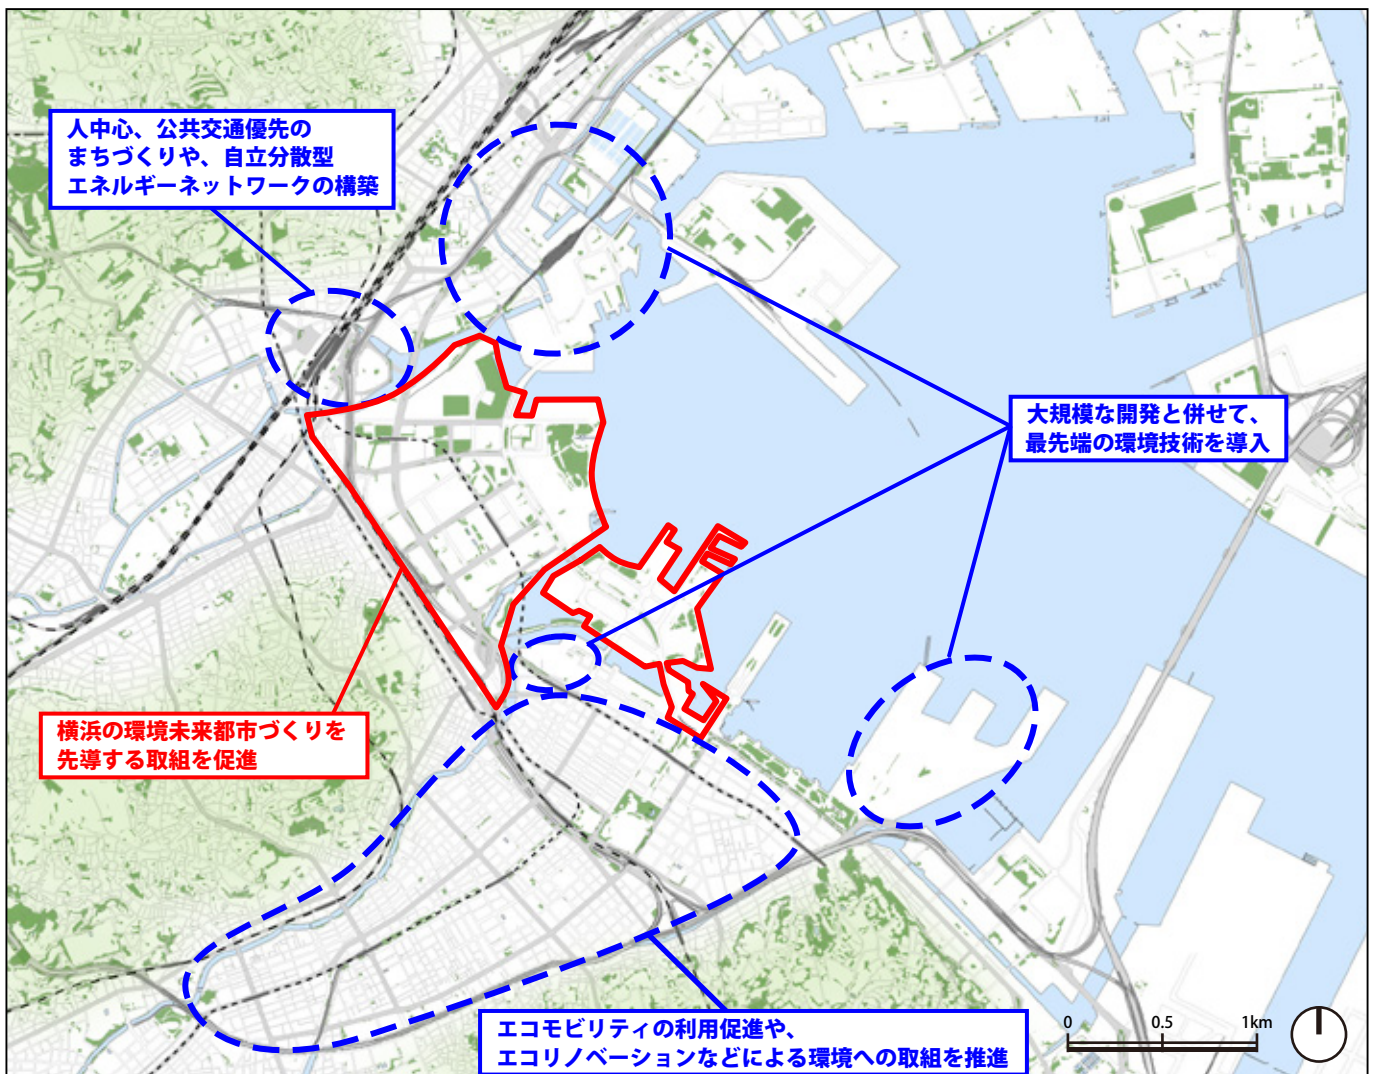 人中心、公共交通優先の
まちづくりや、自立分散型
エネルギーネットワークの構築
大規模な開発と併せて、
最先端の環境技術を導入
横浜の環境未来都市づくりを
先導する取組を促進
エコモビリティの利用促進や、
エコリノベーションなどによる環境への取組を推進
0 0.5 1km